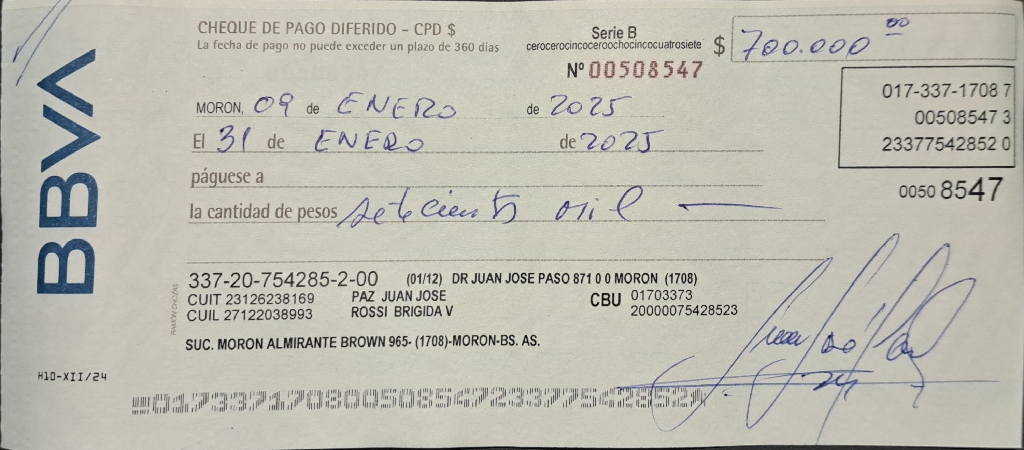 BBVA
CHEQUE DE PAGO DIFERIDO - CPD $
La fecha de pago no puede exceder un plazo de 360 días
Serie B
cerocerocincoceroochocincocuatrosiete
$ 700.000 00
Nº 00508547
017-337-1708 7
00508547 3
23377542852 0
MORON, 09 de ENERO de 2025
El 31 de ENERO de 2025
páguese a
0050 8547
la cantidad de pesos setecientos mil
337-20-754285-2-00 (01/12) DR JUAN JOSE PASO 871 0 0 MORON (1708)
CUIT 23126238169 PAZ JUAN JOSE CBU 01703373
CUIL 27122038993 ROSSI BRIGIDA V 20000075428523
RAMÓN CHOZAS
SUC. MORON ALMIRANTE BROWN 965- (1708)-MORON-BS. AS.
H10-XII/24
01733717080050854723377542852